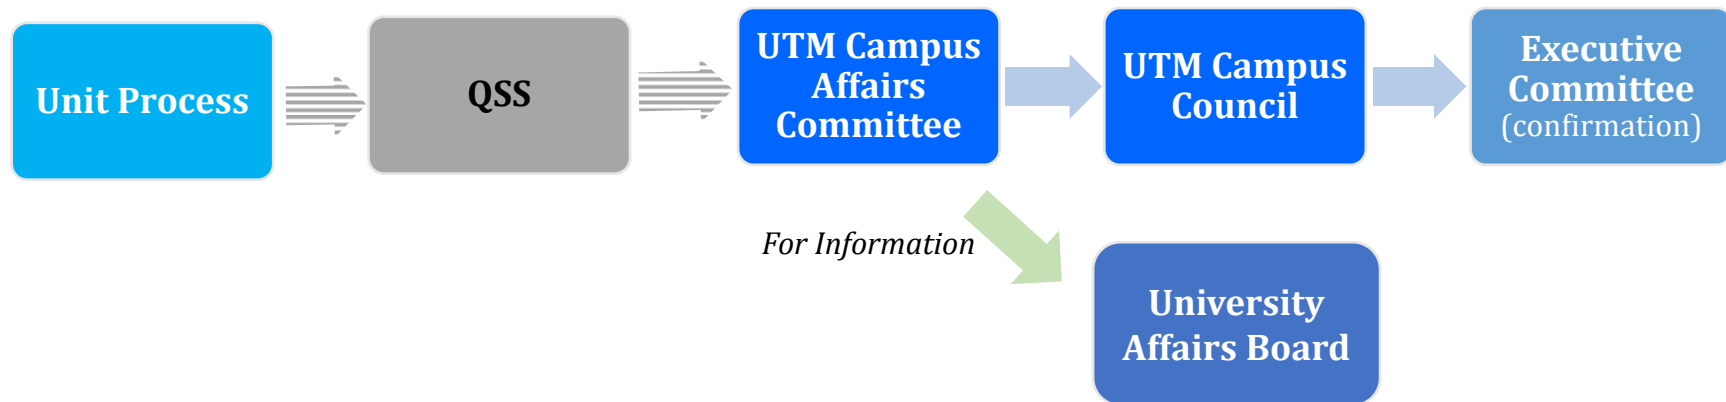 Unit Process
QSS
UTM Campus
Affairs
Committee
UTM Campus
Council
Executive
Committee
(confirmation)
For Information
University
Affairs Board